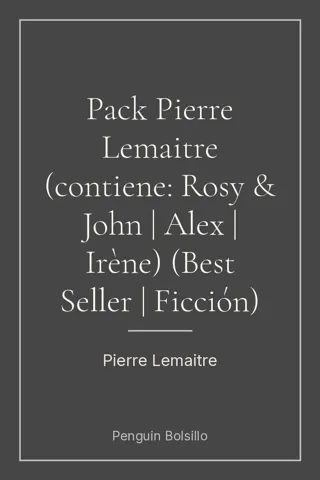 Pack Pierre
Lemaitre
(contiene: Rosy &
John | Alex |
Irène) (Best
Seller | Ficción)
Pierre Lemaitre
Penguin Bolsillo